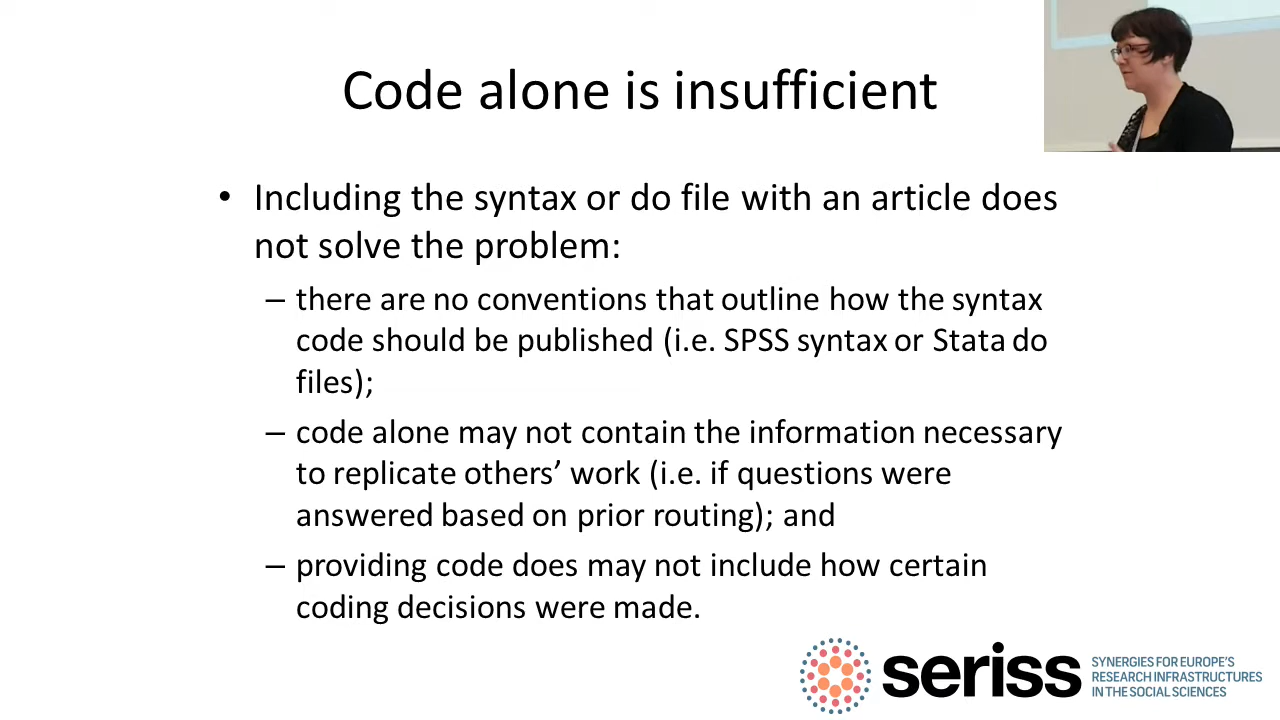 Code alone is insufficient
• Including the syntax or do file with an article does
not solve the problem:
– there are no conventions that outline how the syntax
code should be published (i.e. SPSS syntax or Stata do
files);
– code alone may not contain the information necessary
to replicate others’ work (i.e. if questions were
answered based on prior routing); and
– providing code does may not include how certain
coding decisions were made.
seriss
SYNERGIES FOR EUROPE'S
RESEARCH INFRASTRUCTURES
IN THE SOCIAL SCIENCES